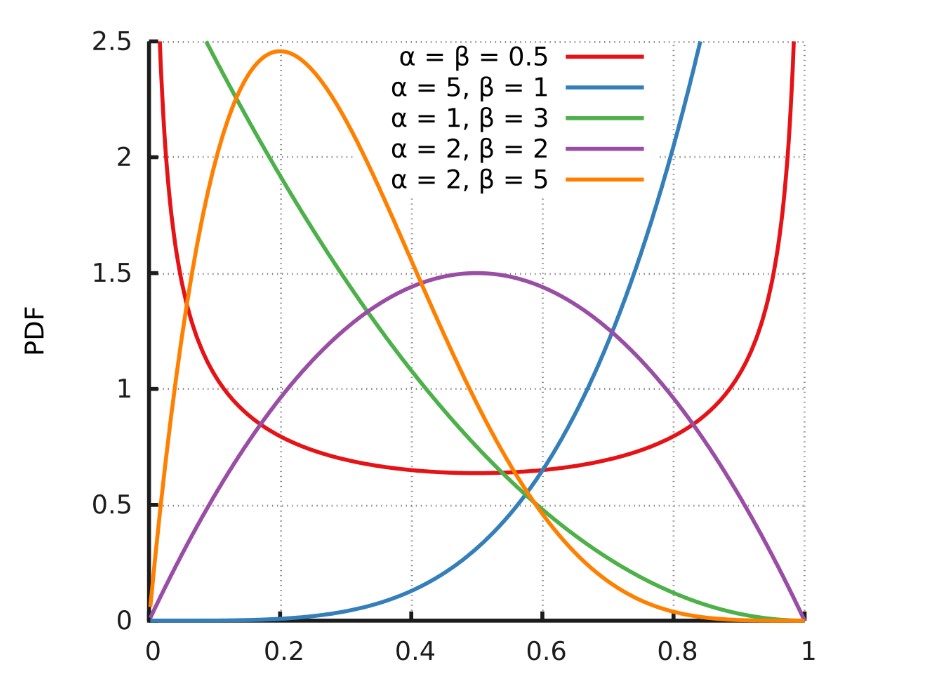 2.5
2
1.5
1
0.5
0
PDF
α = β = 0.5
α = 5, β = 1
α = 1, β = 3
α = 2, β = 2
α = 2, β = 5
0 0.2 0.4 0.6 0.8 1